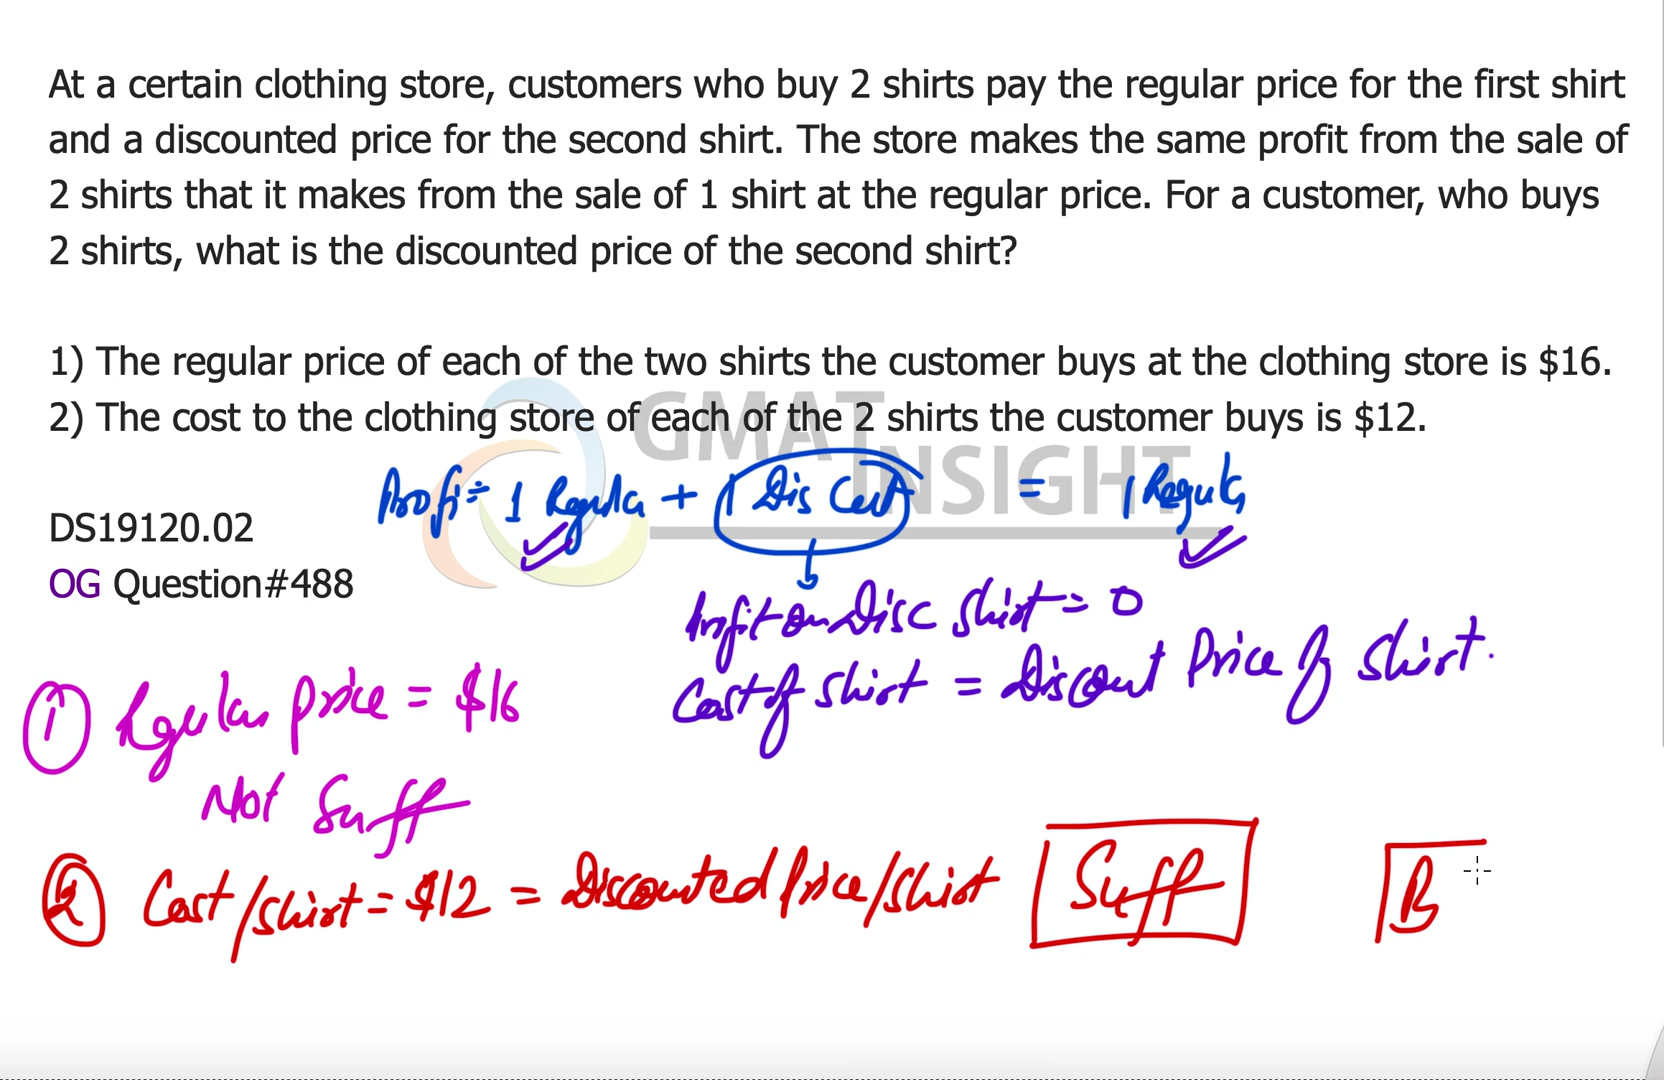 At a certain clothing store, customers who buy 2 shirts pay the regular price for the first shirt
and a discounted price for the second shirt. The store makes the same profit from the sale of
2 shirts that it makes from the sale of 1 shirt at the regular price. For a customer, who buys
2 shirts, what is the discounted price of the second shirt?
1) The regular price of each of the two shirts the customer buys at the clothing store is $16.
2) The cost to the clothing store of each of the 2 shirts the customer buys is $12.
GMAT
INSIGHT
Profit 1 Regular + 1 Dis = 1 Regular
DS19120.02
OG Question#488
Profit on Disc Shirt = 0
Cost of Shirt = Discount Price of Shirt.
① Regular price = $16
Not Suff
② Cost/shirt = $12 = Discounted Price/shirt Suff B